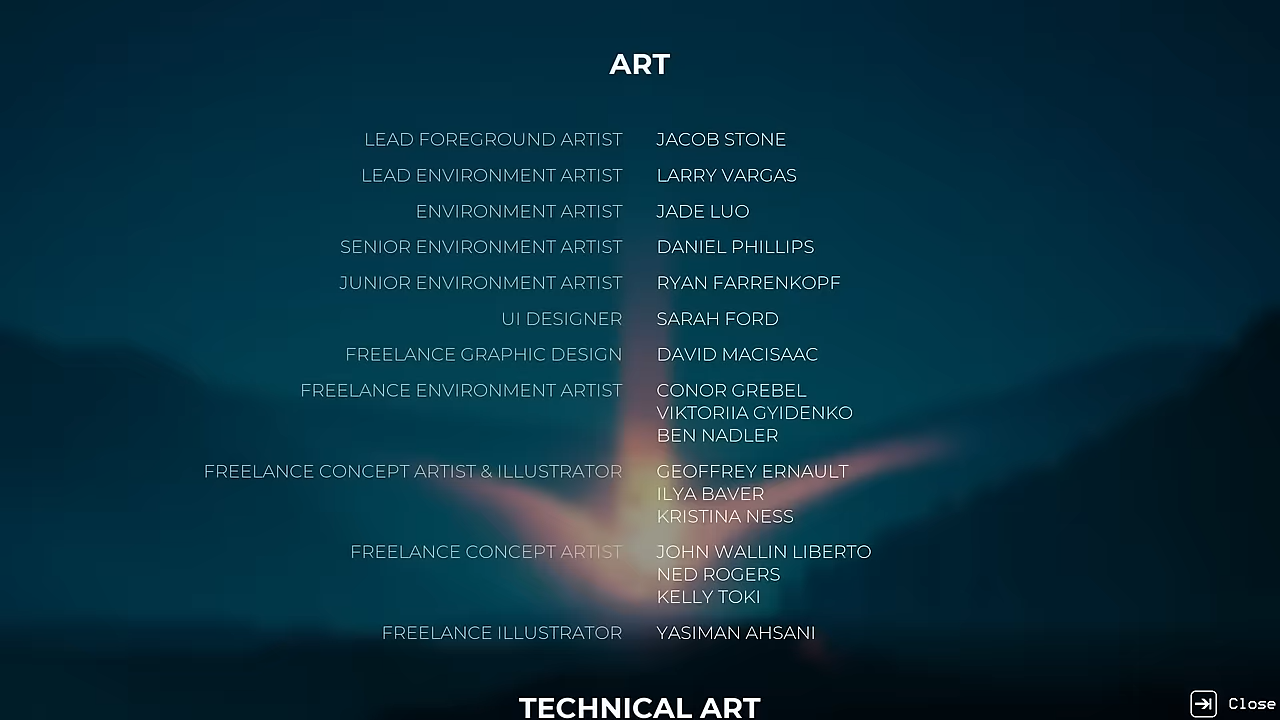 ART
LEAD FOREGROUND ARTIST JACOB STONE
LEAD ENVIRONMENT ARTIST LARRY VARGAS
ENVIRONMENT ARTIST JADE LUO
SENIOR ENVIRONMENT ARTIST DANIEL PHILLIPS
JUNIOR ENVIRONMENT ARTIST RYAN FARRENKOPF
UI DESIGNER SARAH FORD
FREELANCE GRAPHIC DESIGN DAVID MACISAAC
FREELANCE ENVIRONMENT ARTIST CONOR GREBEL
VIKTORIIA GYIDENKO
BEN NADLER
FREELANCE CONCEPT ARTIST & ILLUSTRATOR GEOFFREY ERNAULT
ILYA BAVER
KRISTINA NESS
FREELANCE CONCEPT ARTIST JOHN WALLIN LIBERTO
NED ROGERS
KELLY TOKI
FREELANCE ILLUSTRATOR YASIMAN AHSANI
TECHNICAL ART
Close